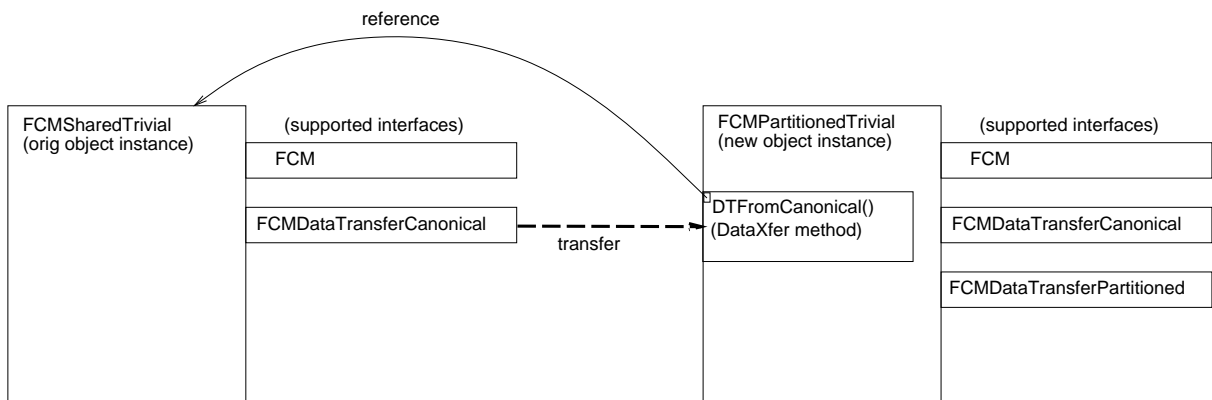 reference
FCMSharedTrivial
(orig object instance)
(supported interfaces)
FCM
FCMDataTransferCanonical
transfer
FCMPartitionedTrivial
(new object instance)
DTFromCanonical()
(DataXfer method)
(supported interfaces)
FCM
FCMDataTransferCanonical
FCMDataTransferPartitioned